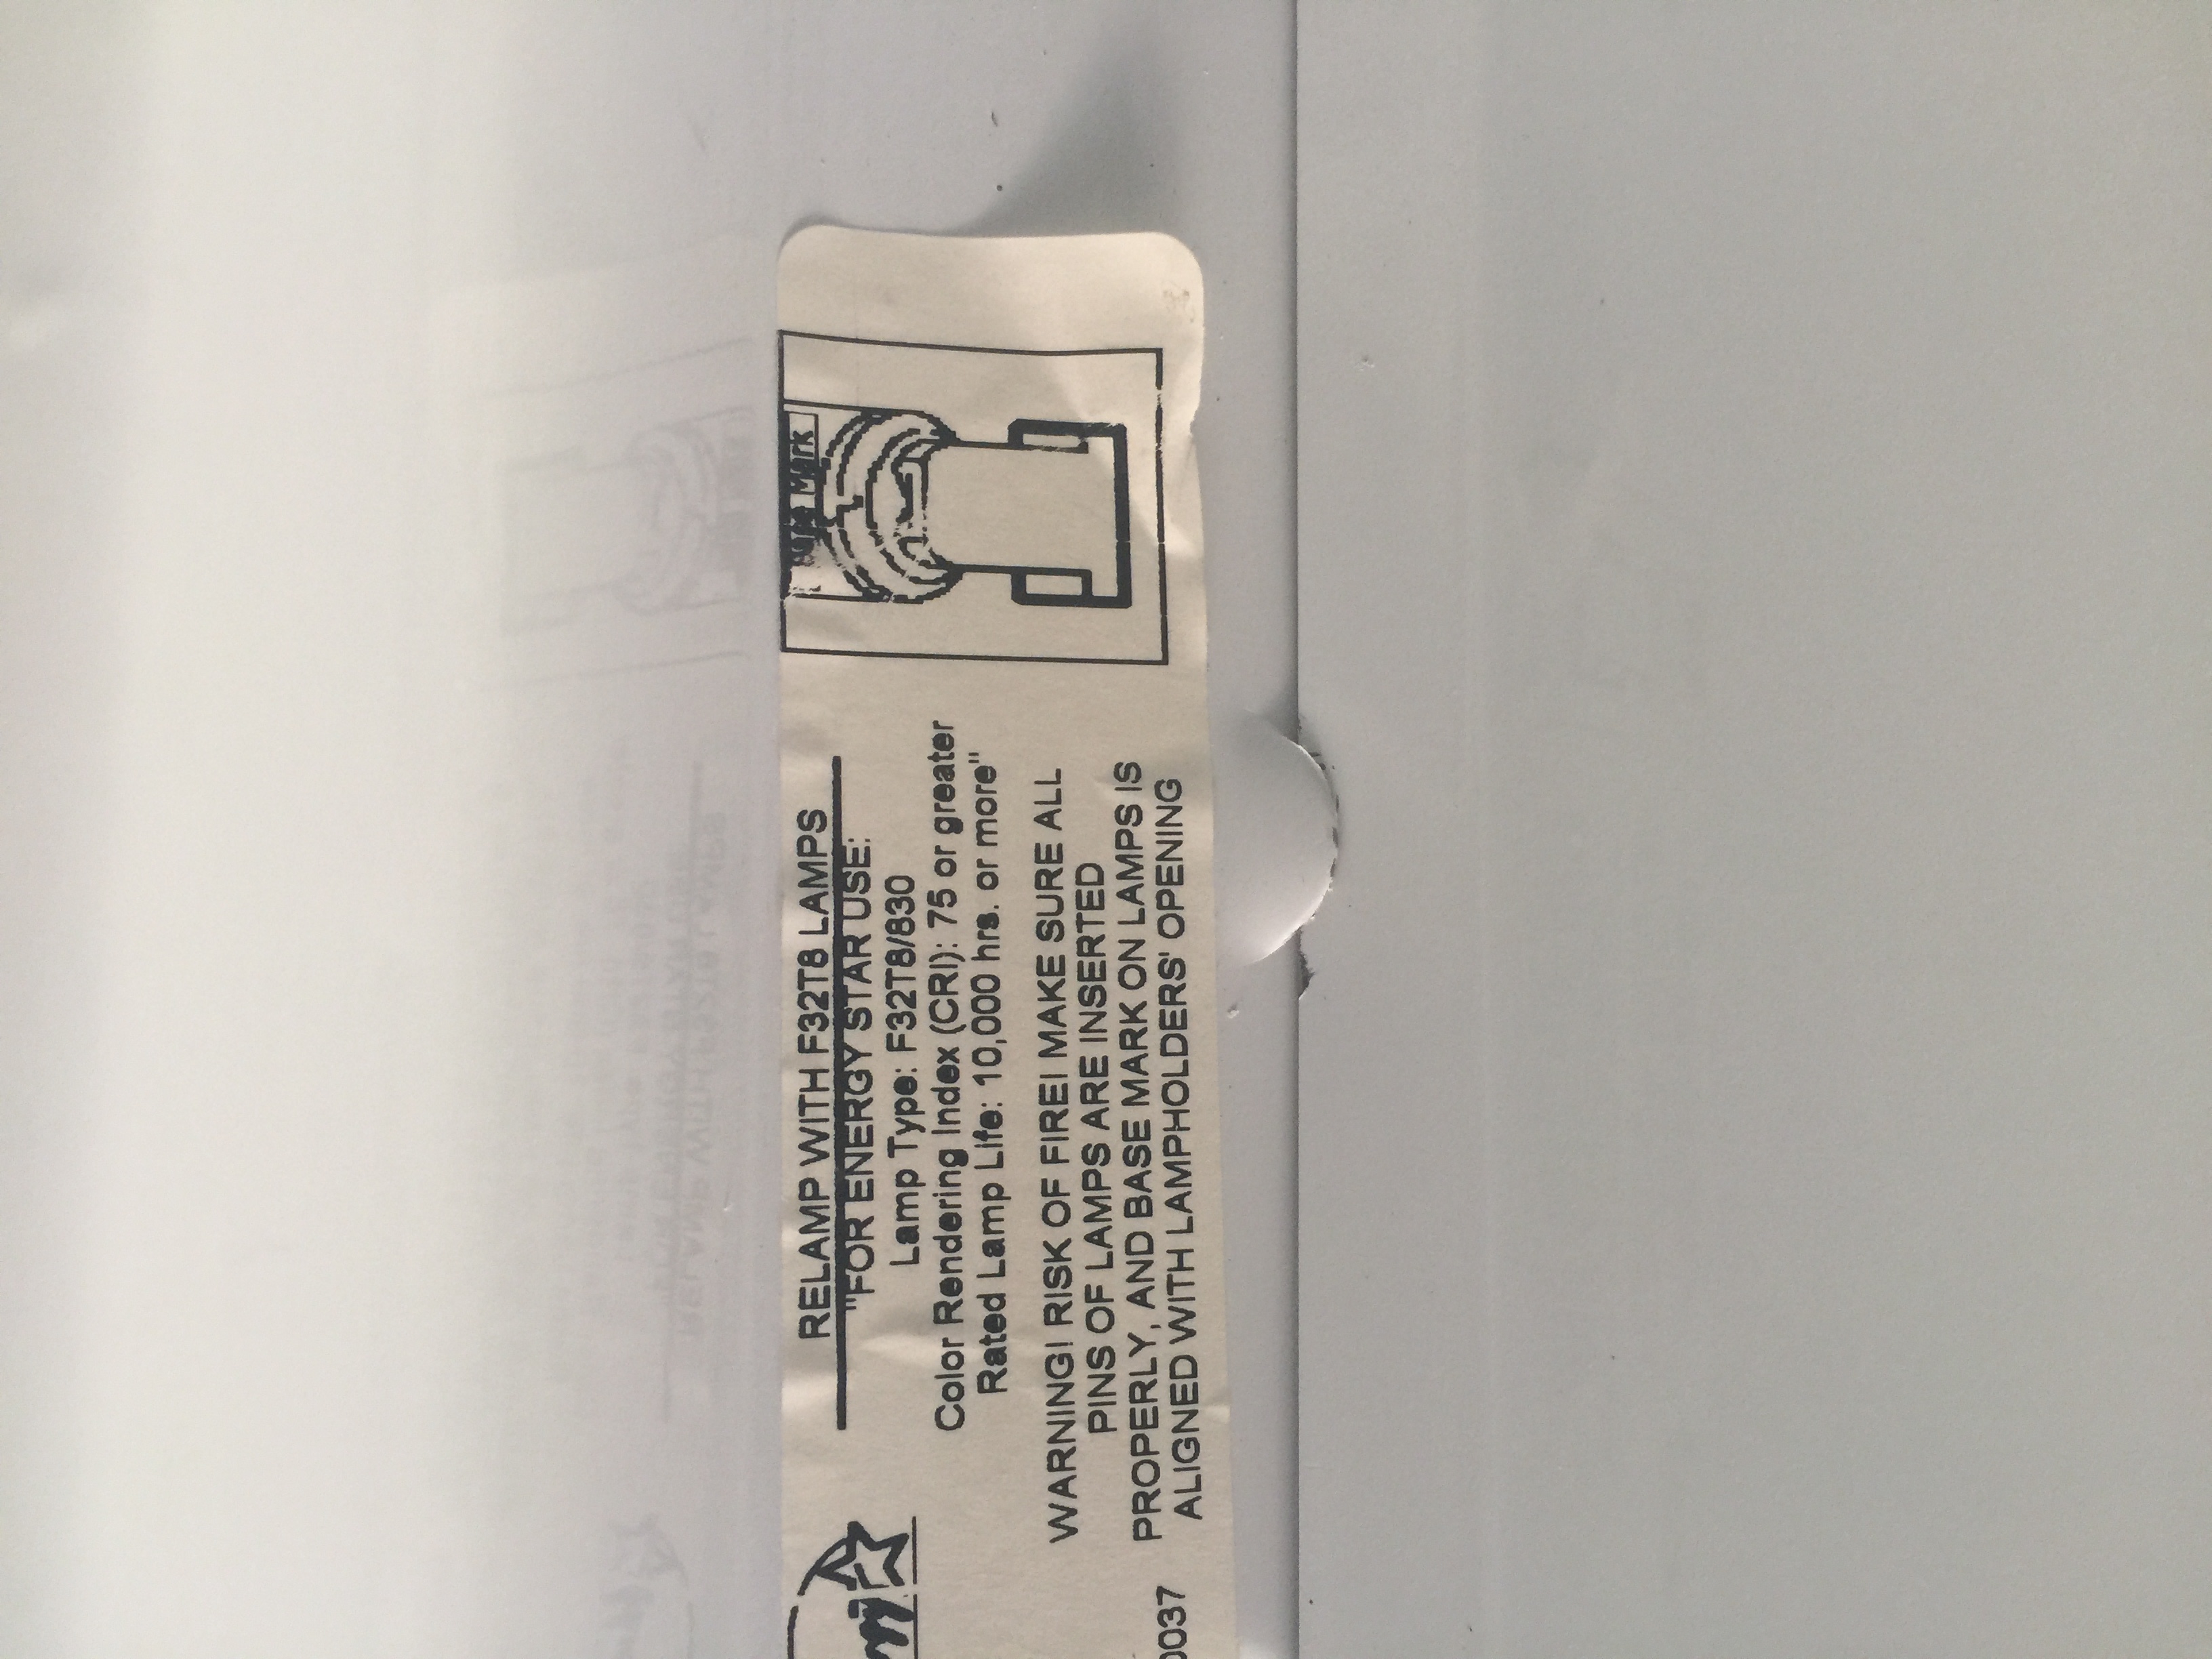 RELAMP WITH F32T8 LAMPS
"FOR ENERGY STAR USE:
Lamp Type: F32T8/830
Color Rendering Index (CRI): 75 or greater
Rated Lamp Life: 10,000 hrs. or more"
WARNING! RISK OF FIRE! MAKE SURE ALL
PINS OF LAMPS ARE INSERTED
PROPERLY, AND BASE MARK ON LAMPS IS
ALIGNED WITH LAMPHOLDERS' OPENING
0037
Mark